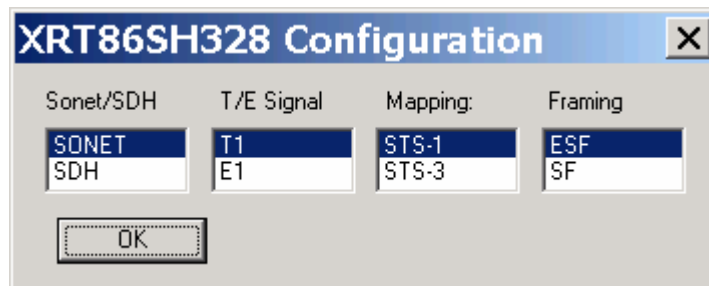 XRT86SH328 Configuration
Sonet/SDH T/E Signal Mapping: Framing
SONET T1 STS-1 ESF
SDH E1 STS-3 SF
OK